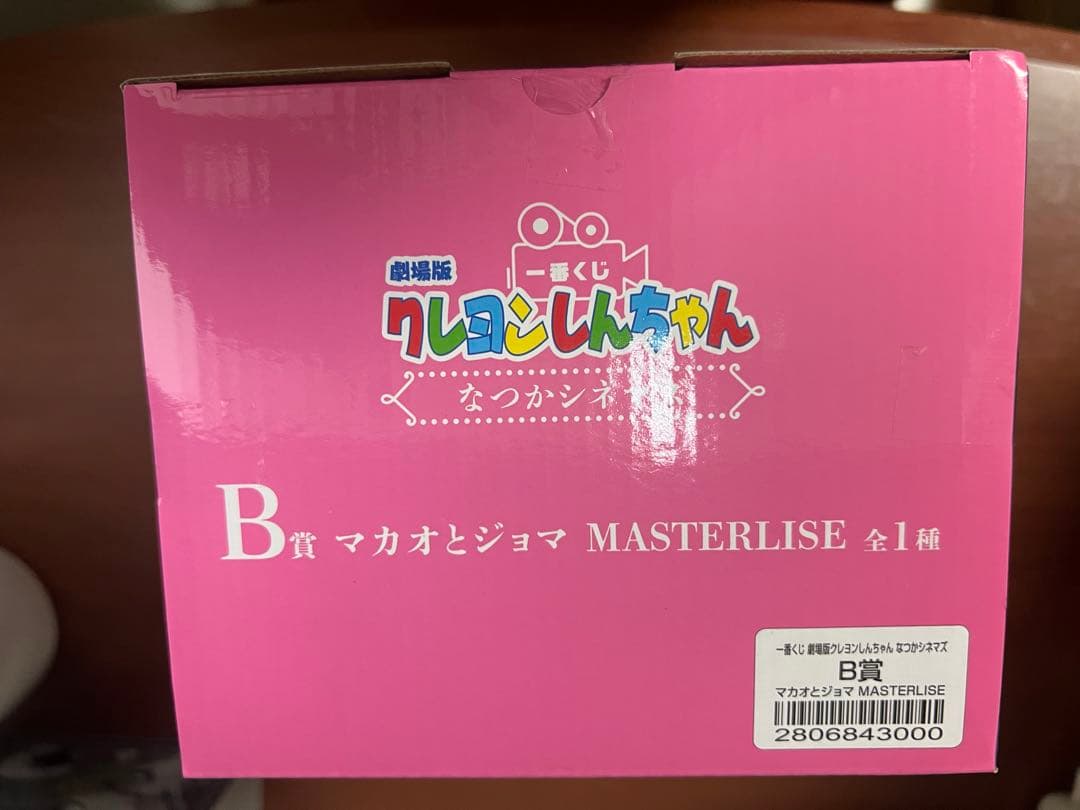 一番くじ
劇場版
クレヨンしんちゃん
なつかシネマズ
B賞 マカオとジョマ MASTERLISE 全1種
一番くじ 劇場版クレヨンしんちゃん なつかシネマズ
B賞
マカオとジョマ MASTERLISE
2806843000